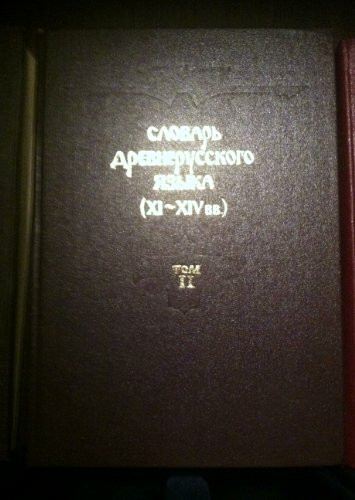 СЛОВАРЬ
ДРЕВНЕРУССКОГО
ЯЗЫКА
(XI–XIV ВВ.)
ТОМ
II